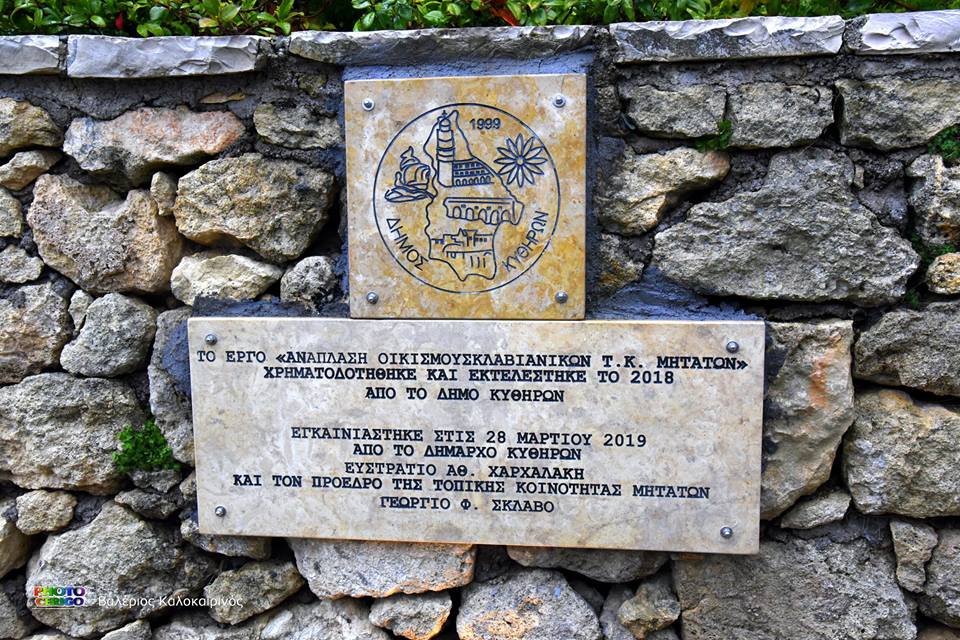 1999
ΔΗΜΟΣ ΚΥΘΗΡΩΝ
ΤΟ ΕΡΓΟ «ΑΝΑΠΛΑΣΗ ΟΙΚΙΣΜΟΥΣΚΛΑΒΙΑΝΙΚΩΝ Τ.Κ. ΜΗΤΑΤΩΝ»
ΧΡΗΜΑΤΟΔΟΤΗΘΗΚΕ ΚΑΙ ΕΚΤΕΛΕΣΤΗΚΕ ΤΟ 2018
ΑΠΟ ΤΟ ΔΗΜΟ ΚΥΘΗΡΩΝ
ΕΓΚΑΙΝΙΑΣΤΗΚΕ ΣΤΙΣ 28 ΜΑΡΤΙΟΥ 2019
ΑΠΟ ΤΟ ΔΗΜΑΡΧΟ ΚΥΘΗΡΩΝ
ΕΥΣΤΡΑΤΙΟ ΑΘ. ΧΑΡΧΑΛΑΚΗ
ΚΑΙ ΤΟΝ ΠΡΟΕΔΡΟ ΤΗΣ ΤΟΠΙΚΗΣ ΚΟΙΝΟΤΗΤΑΣ ΜΗΤΑΤΩΝ
ΓΕΩΡΓΙΟ Φ. ΣΚΛΑΒΟ
PHOTO
CERIGO
Βαλέριος Καλοκαιρινός